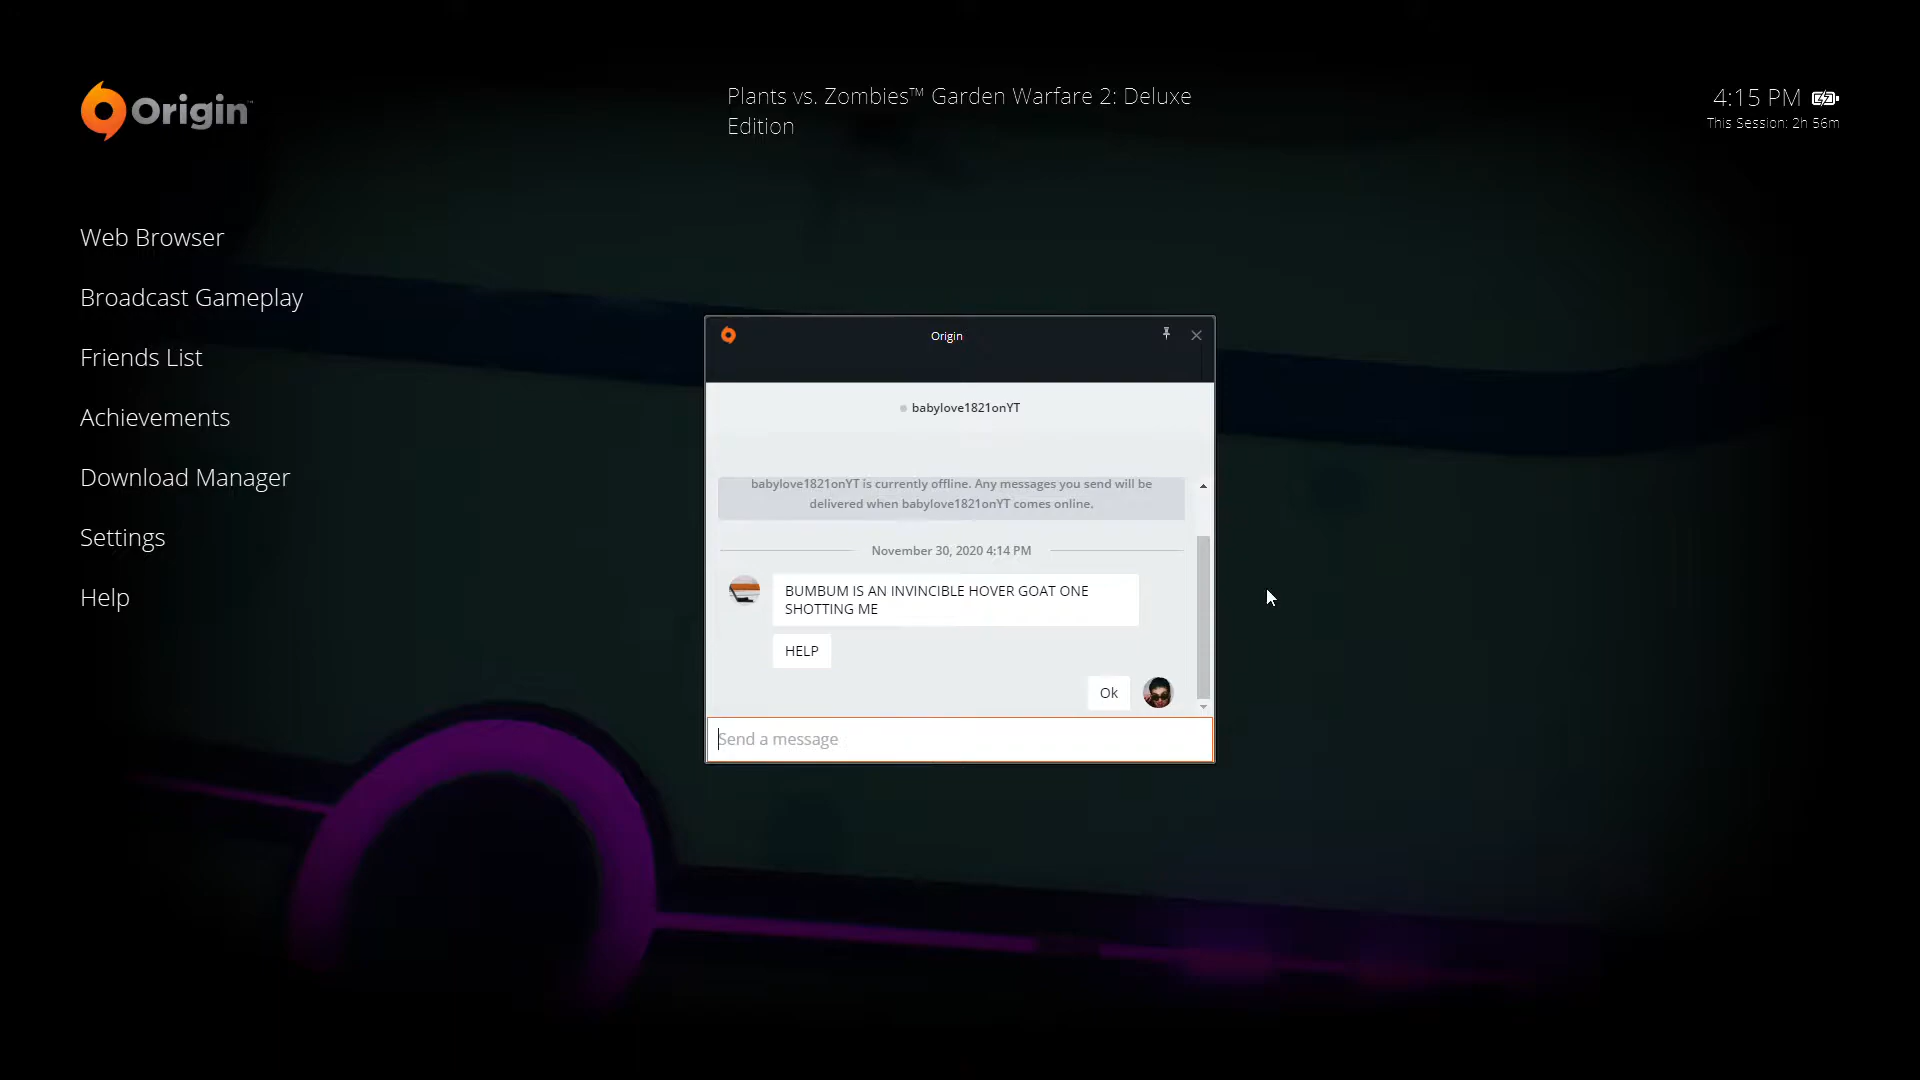 Origin
Plants vs. Zombies™ Garden Warfare 2: Deluxe
Edition
4:15 PM
This Session: 2h 56m
Web Browser
Broadcast Gameplay
Friends List
Achievements
Download Manager
Settings
Help
Origin
babylove1821onYT
babylove1821onYT is currently offline. Any messages you send will be
delivered when babylove1821onYT comes online.
November 30, 2020 4:14 PM
BUMBUM IS AN INVINCIBLE HOVER GOAT ONE
SHOTTING ME
HELP
Ok
Send a message